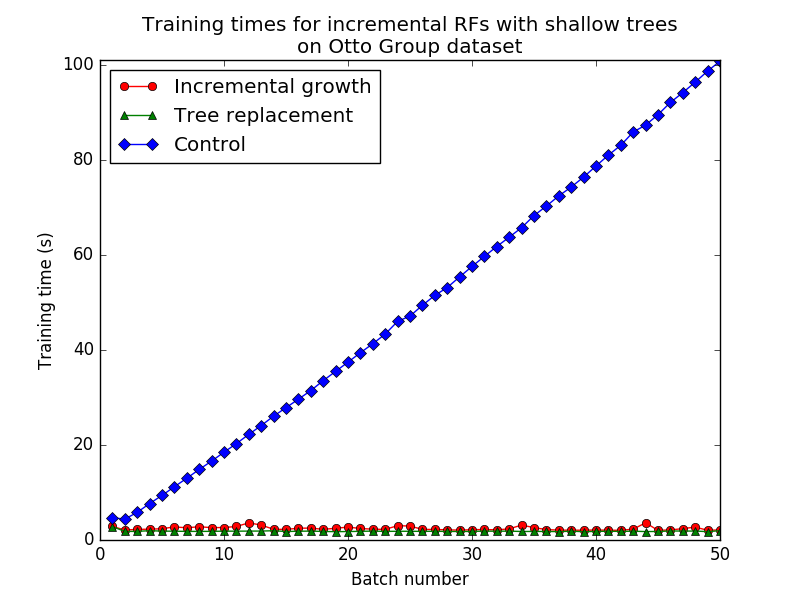 Training times for incremental RFs with shallow trees
on Otto Group dataset
100
80
60
40
20
0
Training time (s)
Incremental growth
Tree replacement
Control
0 10 20 30 40 50
Batch number